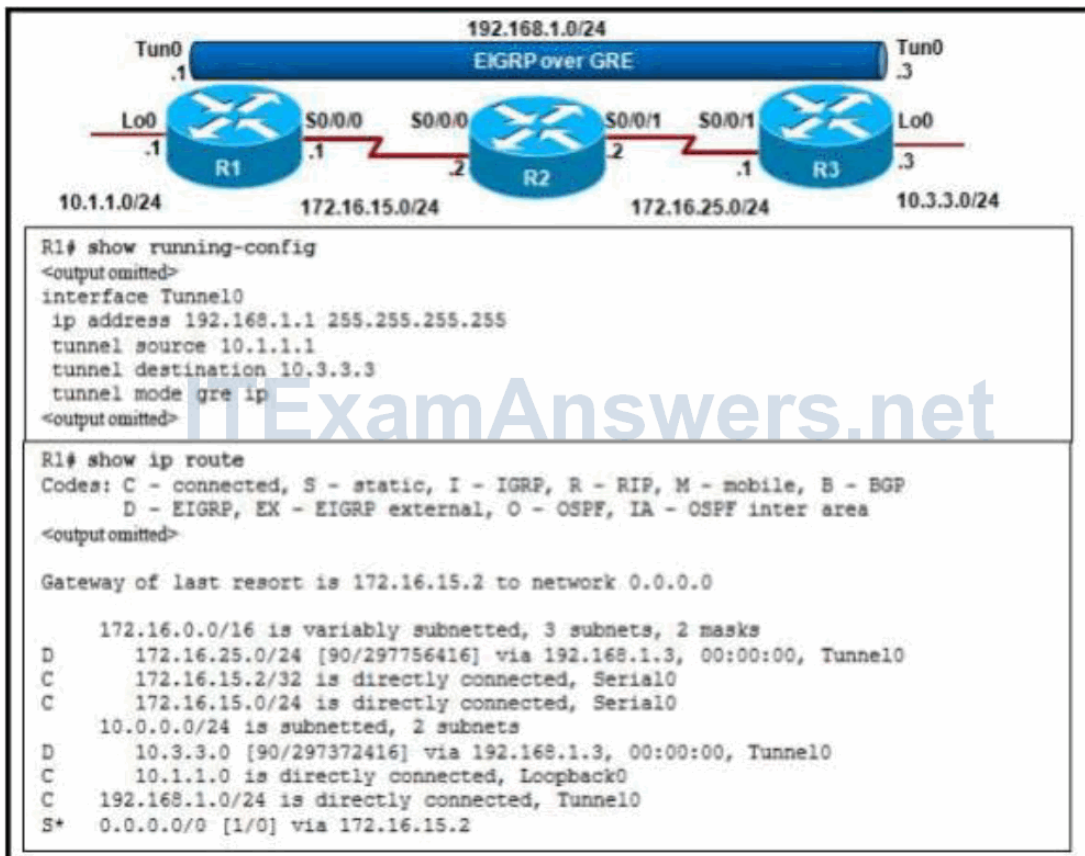 192.168.1.0/24
Tun0
.1
EIGRP over GRE
Tun0
.3
Lo0
.1
S0/0/0
.1
S0/0/0
.2
S0/0/1
.2
S0/0/1
.1
Lo0
.3
R1
R2
R3
10.1.1.0/24
172.16.15.0/24
172.16.25.0/24
10.3.3.0/24
R1# show running-config
<output omitted>
interface Tunnel0
ip address 192.168.1.1 255.255.255.255
tunnel source 10.1.1.1
tunnel destination 10.3.3.3
tunnel mode gre ip
<output omitted>
ITExamAnswers.net
R1# show ip route
Codes: C - connected, S - static, I - IGRP, R - RIP, M - mobile, B - BGP
D - EIGRP, EX - EIGRP external, O - OSPF, IA - OSPF inter area
<output omitted>
Gateway of last resort is 172.16.15.2 to network 0.0.0.0
172.16.0.0/16 is variably subnetted, 3 subnets, 2 masks
D 172.16.25.0/24 [90/297756416] via 192.168.1.3, 00:00:00, Tunnel0
C 172.16.15.2/32 is directly connected, Serial0
C 172.16.15.0/24 is directly connected, Serial0
10.0.0.0/24 is subnetted, 2 subnets
D 10.3.3.0 [90/297372416] via 192.168.1.3, 00:00:00, Tunnel0
C 10.1.1.0 is directly connected, Loopback0
C 192.168.1.0/24 is directly connected, Tunnel0
S* 0.0.0.0/0 [1/0] via 172.16.15.2